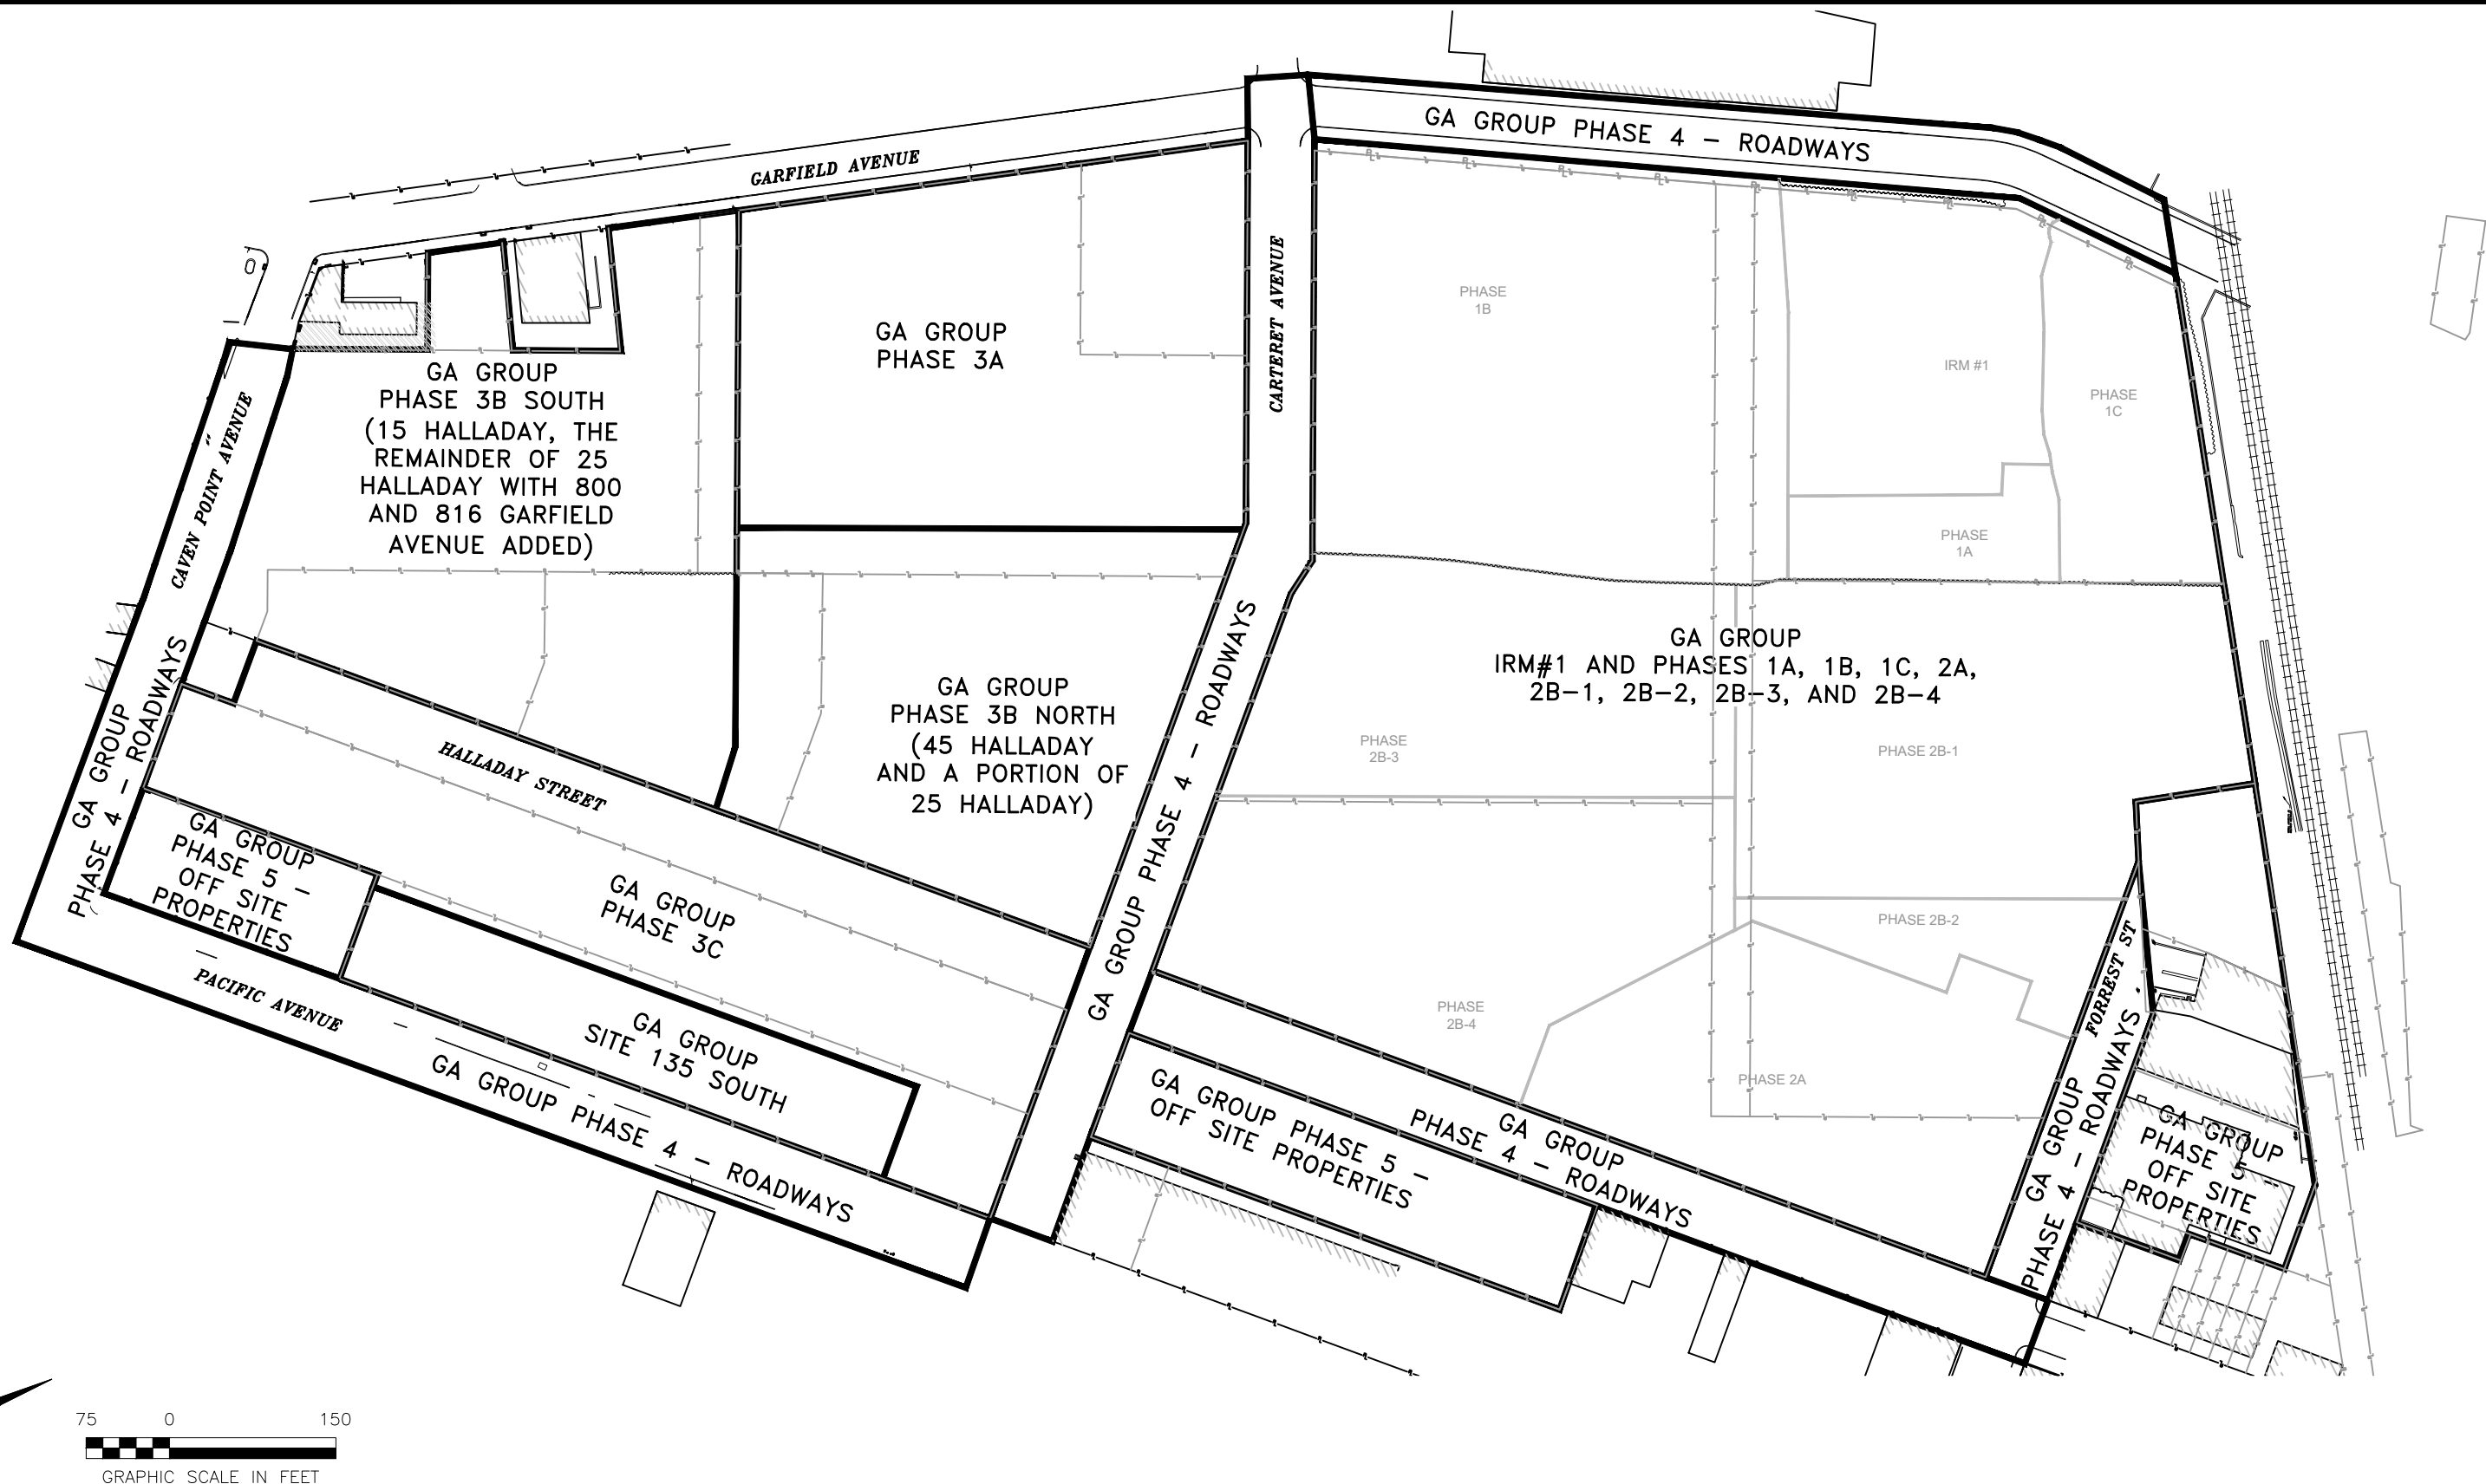 GA GROUP PHASE 4 - ROADWAYS
GARFIELD AVENUE
CARTERET AVENUE
PHASE
1B
IRM #1
PHASE
1C
PHASE
1A
GA GROUP
PHASE 3A
GA GROUP
PHASE 3B SOUTH
(15 HALLADAY, THE
REMAINDER OF 25
HALLADAY WITH 800
AND 816 GARFIELD
AVENUE ADDED)
CAVEN POINT AVENUE
GA GROUP
PHASE 4 - ROADWAYS
GA GROUP
PHASE 3B NORTH
(45 HALLADAY
AND A PORTION OF
25 HALLADAY)
GA GROUP PHASE 4 - ROADWAYS
GA GROUP
IRM#1 AND PHASES 1A, 1B, 1C, 2A,
2B-1, 2B-2, 2B-3, AND 2B-4
PHASE
2B-3
PHASE 2B-1
PHASE 2B-2
PHASE
2B-4
PHASE 2A
HALLADAY STREET
GA GROUP
PHASE 5 -
OFF SITE
PROPERTIES
GA GROUP
PHASE 3C
GA GROUP
SITE 135 SOUTH
PACIFIC AVENUE
GA GROUP PHASE 4 - ROADWAYS
GA GROUP PHASE 5 -
OFF SITE PROPERTIES
GA GROUP
PHASE 4 - ROADWAYS
FORREST ST
GA GROUP
PHASE 4 - ROADWAYS
GA GROUP
PHASE 5 -
OFF SITE
PROPERTIES
75 0 150
GRAPHIC SCALE IN FEET